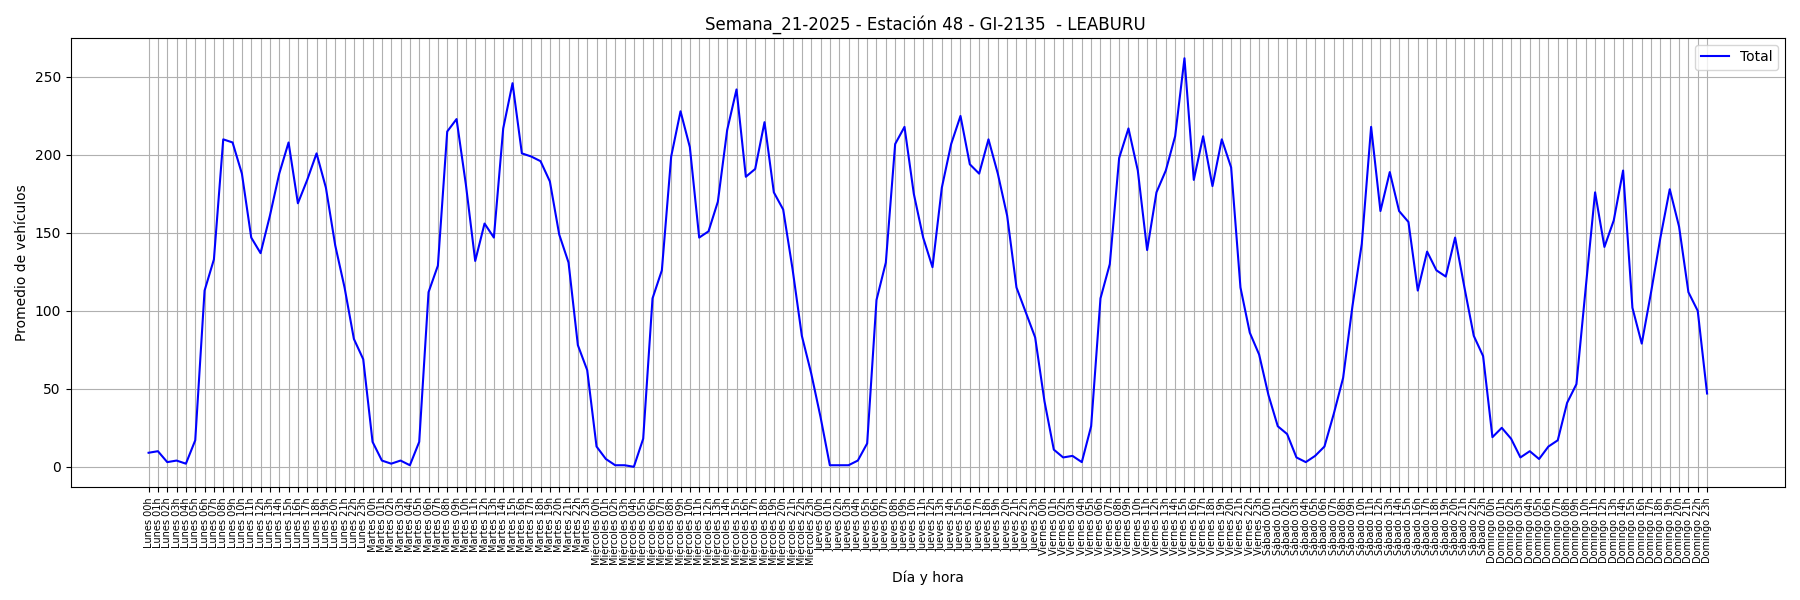 Semana_21-2025 - Estación 48 - GI-2135  - LEABURU
Total
Promedio de vehículos
250
200
150
100
50
0
Lunes 00h
Lunes 01h
Lunes 02h
Lunes 03h
Lunes 04h
Lunes 05h
Lunes 06h
Lunes 07h
Lunes 08h
Lunes 09h
Lunes 10h
Lunes 11h
Lunes 12h
Lunes 13h
Lunes 14h
Lunes 15h
Lunes 16h
Lunes 17h
Lunes 18h
Lunes 19h
Lunes 20h
Lunes 21h
Lunes 22h
Lunes 23h
Martes 00h
Martes 01h
Martes 02h
Martes 03h
Martes 04h
Martes 05h
Martes 06h
Martes 07h
Martes 08h
Martes 09h
Martes 10h
Martes 11h
Martes 12h
Martes 13h
Martes 14h
Martes 15h
Martes 16h
Martes 17h
Martes 18h
Martes 19h
Martes 20h
Martes 21h
Martes 22h
Martes 23h
Miércoles 00h
Miércoles 01h
Miércoles 02h
Miércoles 03h
Miércoles 04h
Miércoles 05h
Miércoles 06h
Miércoles 07h
Miércoles 08h
Miércoles 09h
Miércoles 10h
Miércoles 11h
Miércoles 12h
Miércoles 13h
Miércoles 14h
Miércoles 15h
Miércoles 16h
Miércoles 17h
Miércoles 18h
Miércoles 19h
Miércoles 20h
Miércoles 21h
Miércoles 22h
Miércoles 23h
Jueves 00h
Jueves 01h
Jueves 02h
Jueves 03h
Jueves 04h
Jueves 05h
Jueves 06h
Jueves 07h
Jueves 08h
Jueves 09h
Jueves 10h
Jueves 11h
Jueves 12h
Jueves 13h
Jueves 14h
Jueves 15h
Jueves 16h
Jueves 17h
Jueves 18h
Jueves 19h
Jueves 20h
Jueves 21h
Jueves 22h
Jueves 23h
Viernes 00h
Viernes 01h
Viernes 02h
Viernes 03h
Viernes 04h
Viernes 05h
Viernes 06h
Viernes 07h
Viernes 08h
Viernes 09h
Viernes 10h
Viernes 11h
Viernes 12h
Viernes 13h
Viernes 14h
Viernes 15h
Viernes 16h
Viernes 17h
Viernes 18h
Viernes 19h
Viernes 20h
Viernes 21h
Viernes 22h
Viernes 23h
Sábado 00h
Sábado 01h
Sábado 02h
Sábado 03h
Sábado 04h
Sábado 05h
Sábado 06h
Sábado 07h
Sábado 08h
Sábado 09h
Sábado 10h
Sábado 11h
Sábado 12h
Sábado 13h
Sábado 14h
Sábado 15h
Sábado 16h
Sábado 17h
Sábado 18h
Sábado 19h
Sábado 20h
Sábado 21h
Sábado 22h
Sábado 23h
Domingo 00h
Domingo 01h
Domingo 02h
Domingo 03h
Domingo 04h
Domingo 05h
Domingo 06h
Domingo 07h
Domingo 08h
Domingo 09h
Domingo 10h
Domingo 11h
Domingo 12h
Domingo 13h
Domingo 14h
Domingo 15h
Domingo 16h
Domingo 17h
Domingo 18h
Domingo 19h
Domingo 20h
Domingo 21h
Domingo 22h
Domingo 23h
Día y hora